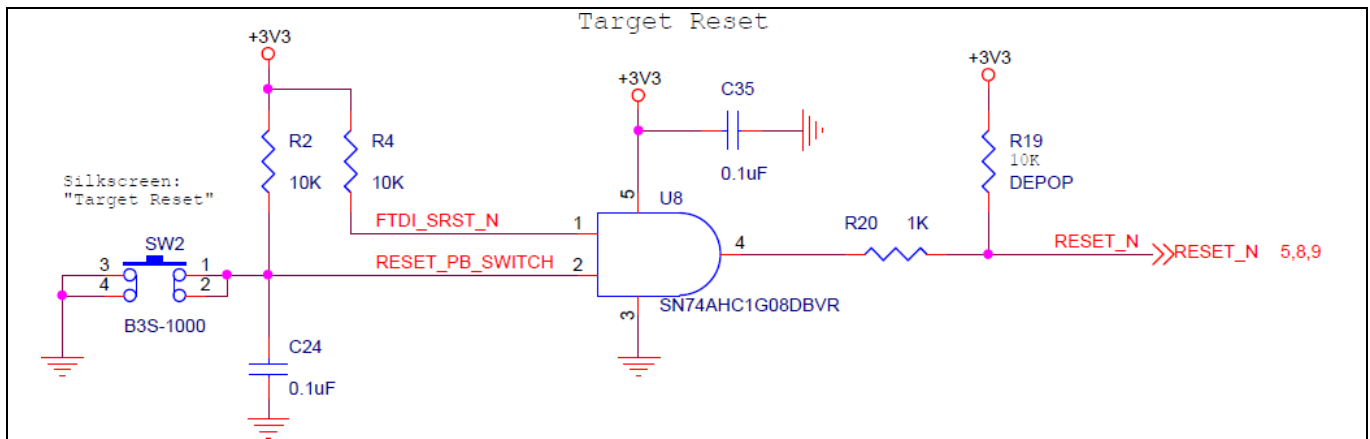 Target Reset
+3V3
+3V3
+3V3
C35
0.1uF
R2
10K
R4
10K
R19
10K
DEPOP
Silkscreen:
"Target Reset"
SW2
3
4
1
2
B3S-1000
FTDI_SRST_N
RESET_PB_SWITCH
1
2
5
U8
4
3
SN74AHC1G08DBVR
R20 1K
RESET_N
RESET_N 5,8,9
C24
0.1uF